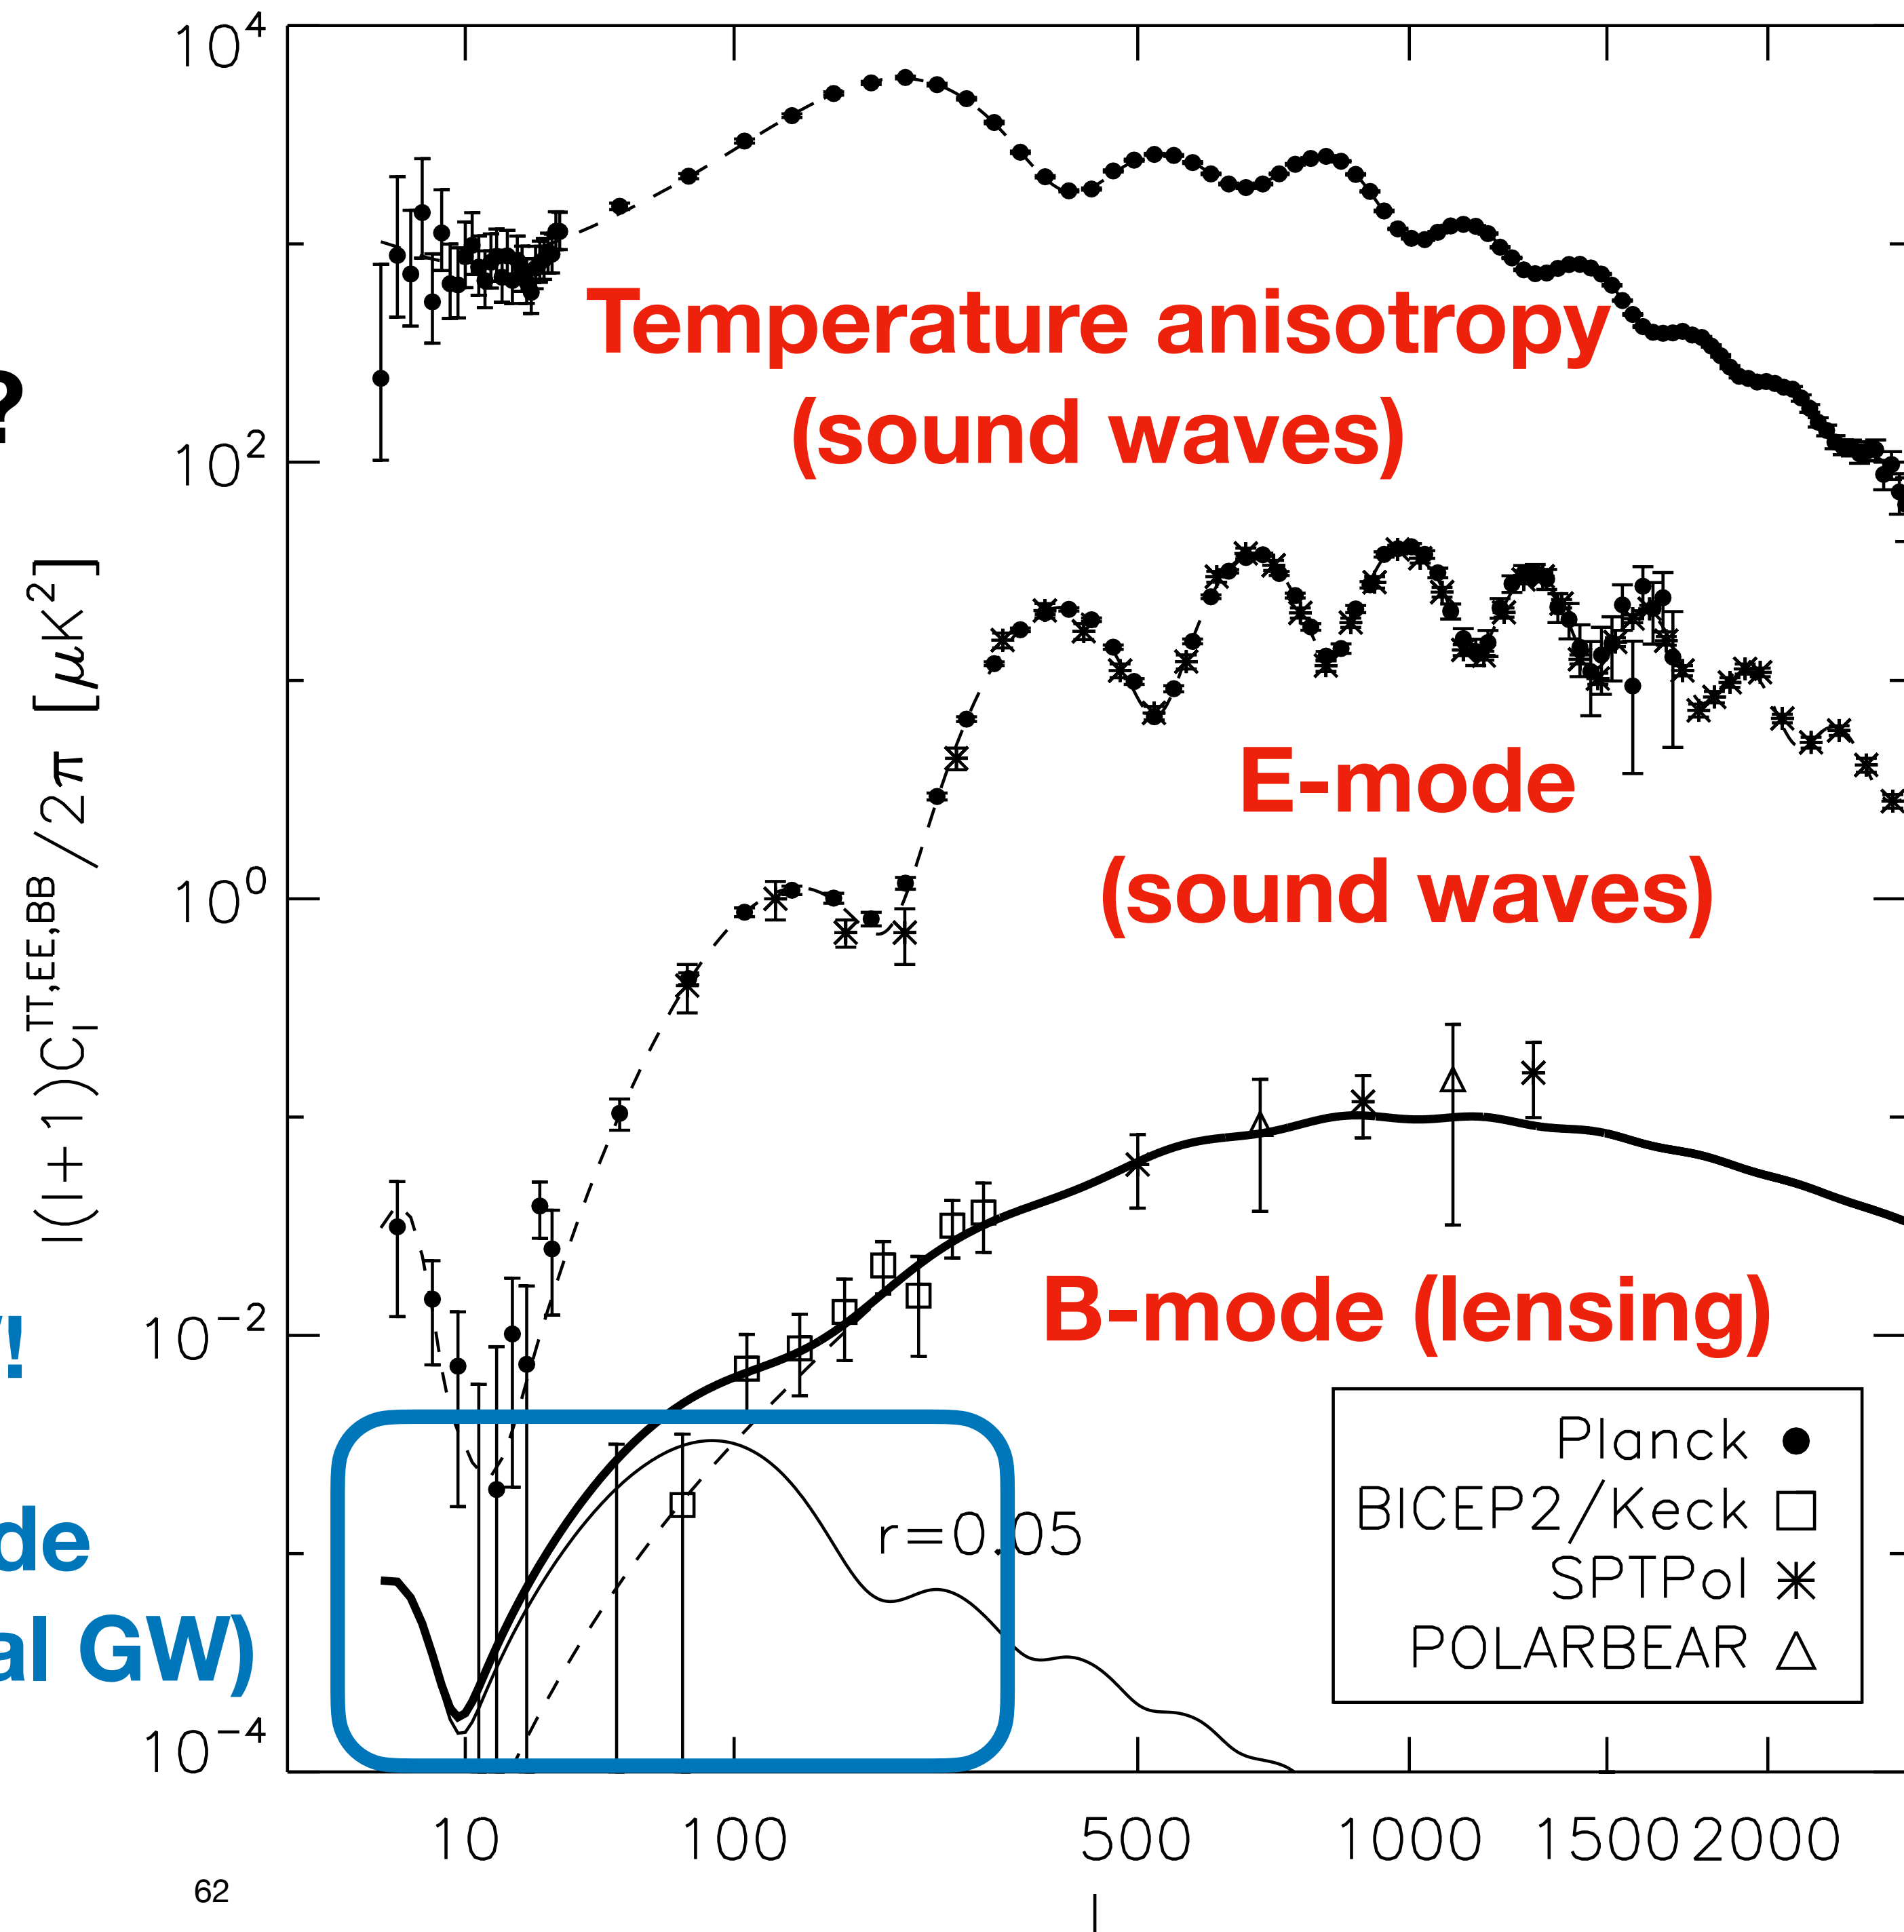 10⁴
Temperature anisotropy
(sound waves)
?
10²
l(l+1)C_l^{TT,EE,BB}/2π [μK²]
E-mode
(sound waves)
10⁰
B-mode (lensing)
!
10⁻²
Planck
BICEP2/Keck
SPTPol
POLARBEAR
r=0.05
de
al GW)
10⁻⁴
10 100 500 1000 1500 2000
62